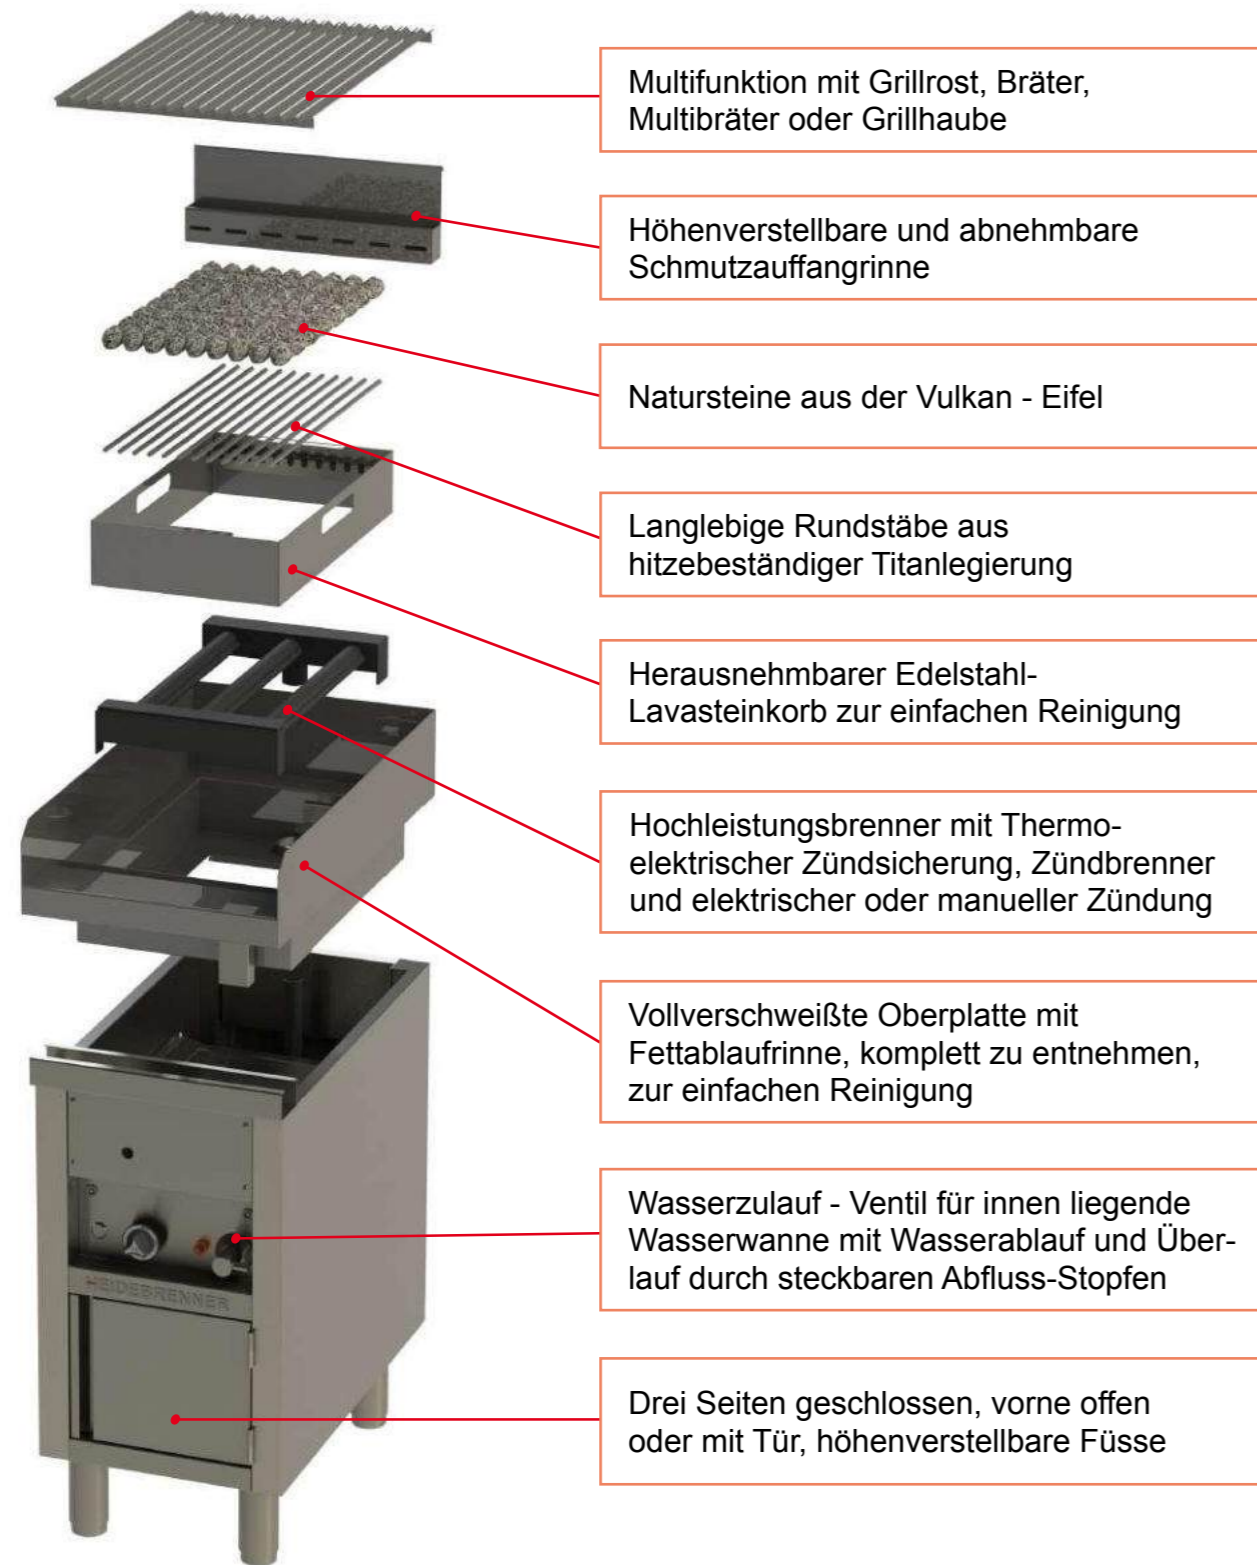 Multifunktion mit Grillrost, Bräter,
Multibräter oder Grillhaube
Höhenverstellbare und abnehmbare
Schmutzauffangrinne
Natursteine aus der Vulkan - Eifel
Langlebige Rundstäbe aus
hitzebeständiger Titanlegierung
Herausnehmbarer Edelstahl-
Lavasteinkorb zur einfachen Reinigung
Hochleistungsbrenner mit Thermo-
elektrischer Zündsicherung, Zündbrenner
und elektrischer oder manueller Zündung
Vollverschweißte Oberplatte mit
Fettablaufrinne, komplett zu entnehmen,
zur einfachen Reinigung
Wasserzulauf - Ventil für innen liegende
Wasserwanne mit Wasserablauf und Über-
lauf durch steckbaren Abfluss-Stopfen
HEIDEBRENNER
Drei Seiten geschlossen, vorne offen
oder mit Tür, höhenverstellbare Füsse